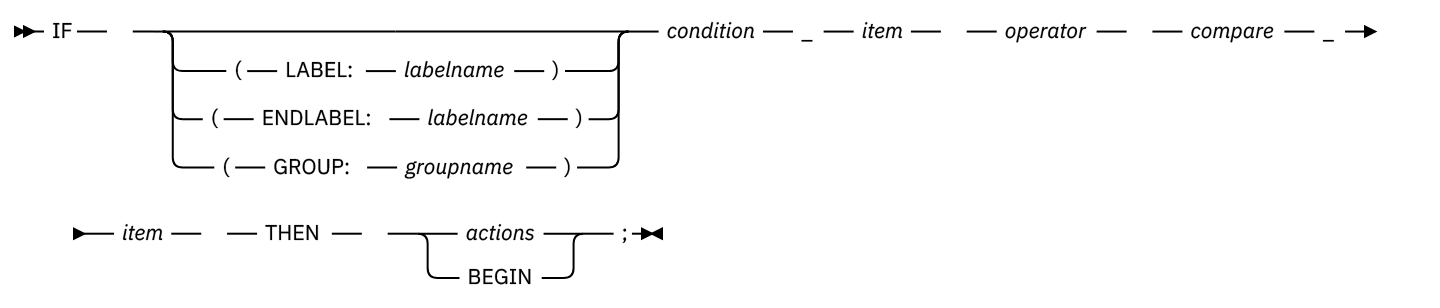 IF condition _ item operator compare _
( LABEL: labelname )
( ENDLABEL: labelname )
( GROUP: groupname )
item THEN actions ;
BEGIN